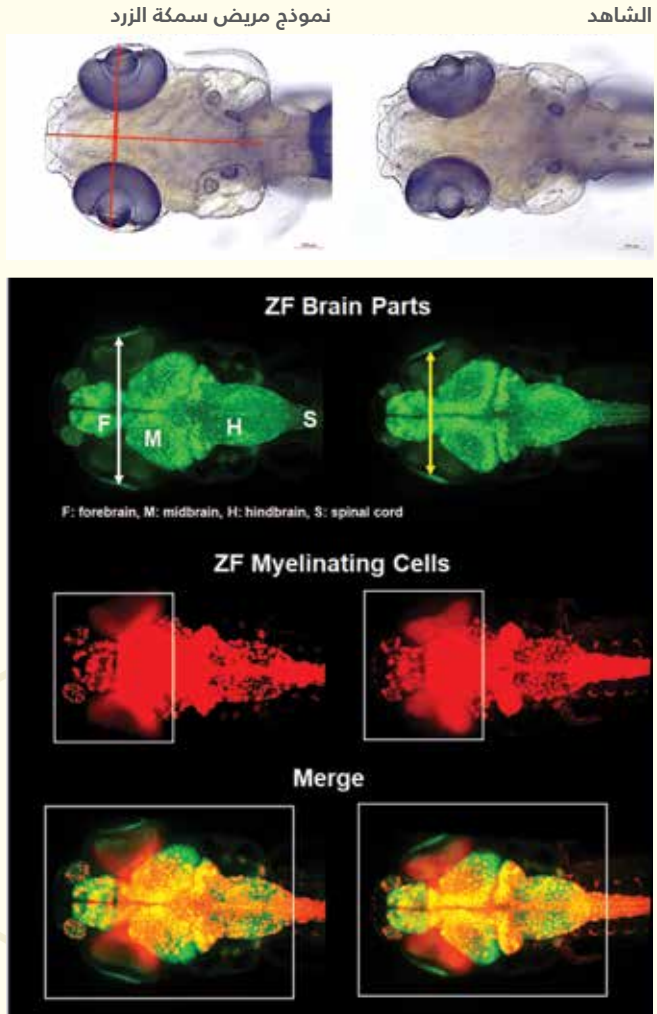 الشاهد
نموذج مريض سمكة الزرد
ZF Brain Parts
F
M
H
S
F: forebrain, M: midbrain, H: hindbrain, S: spinal cord
ZF Myelinating Cells
Merge